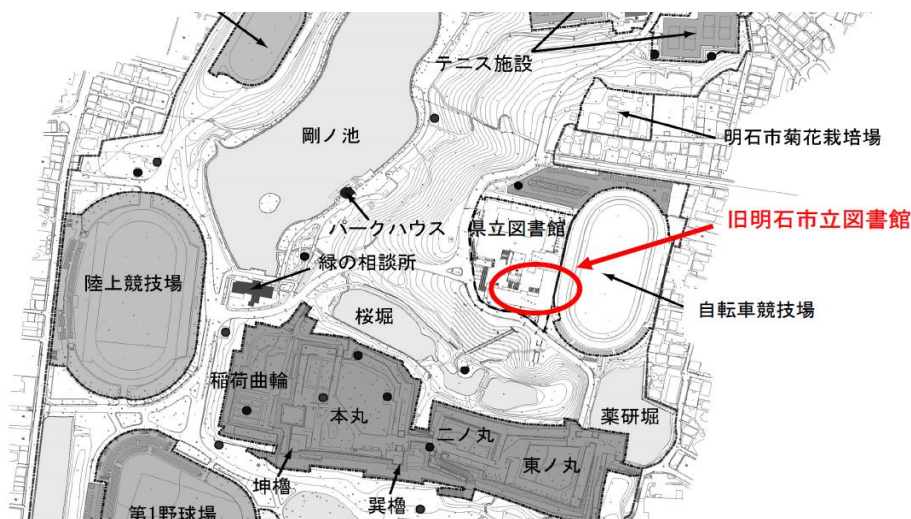 テニス施設
剛ノ池
明石市菊花栽培場
旧明石市立図書館
県立図書館
パークハウス
緑の相談所
陸上競技場
自転車競技場
桜堀
稲荷曲輪
本丸
薬研堀
二ノ丸
東ノ丸
坤櫓
巽櫓
第1野球場